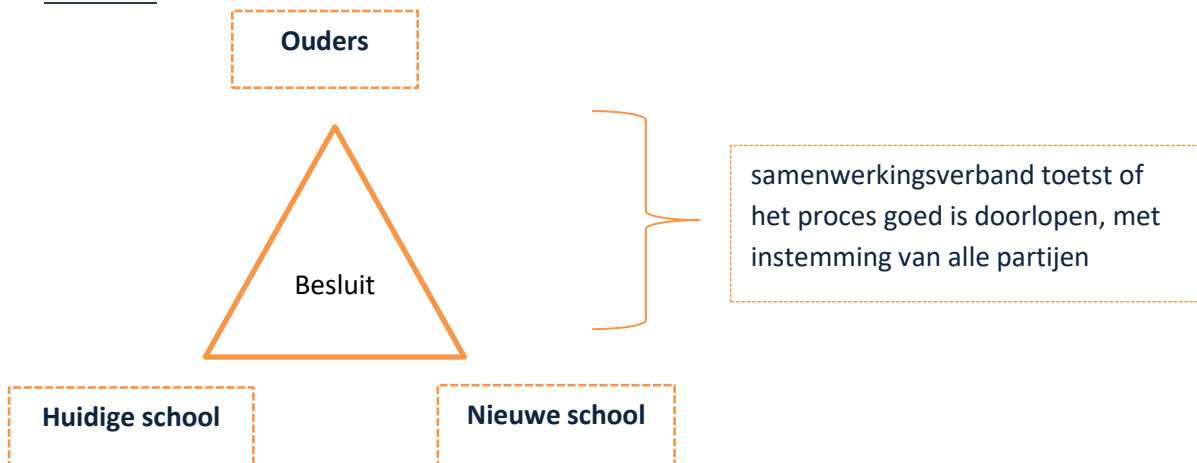 Ouders
samenwerkingsverband toetst of
het proces goed is doorlopen, met
instemming van alle partijen
Besluit
Huidige school
Nieuwe school